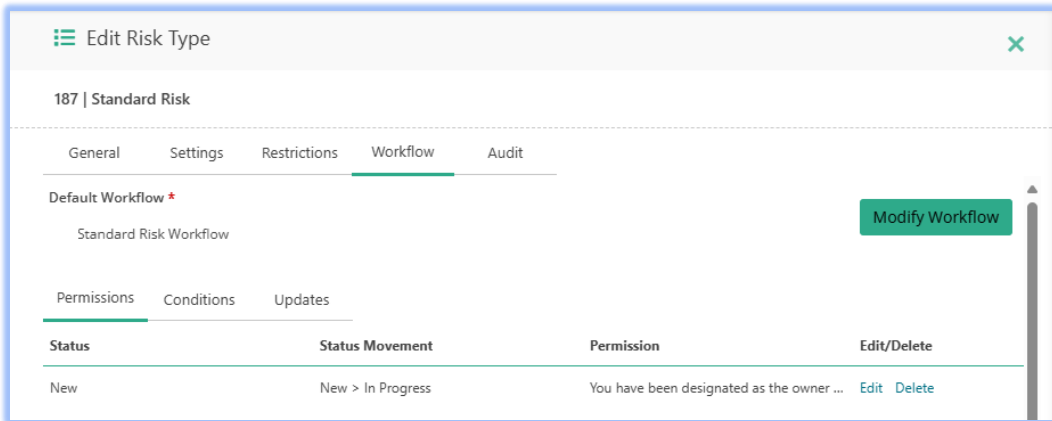 Edit Risk Type
187 | Standard Risk
General Settings Restrictions Workflow Audit
Default Workflow *
Modify Workflow
Standard Risk Workflow
Permissions Conditions Updates
Status Status Movement Permission Edit/Delete
New New > In Progress You have been designated as the owner ... Edit Delete